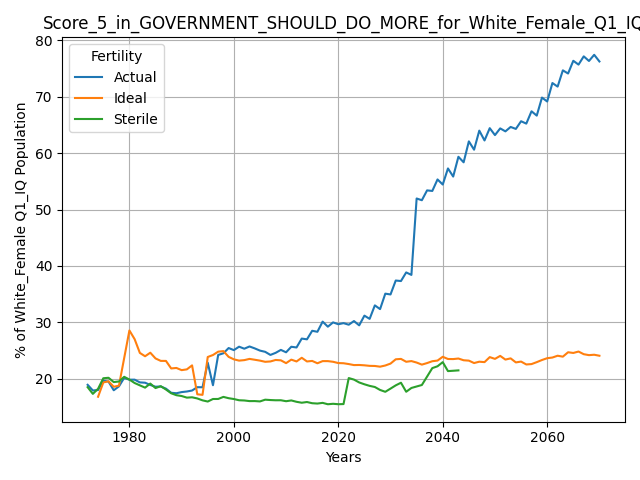 Score_5_in_GOVERNMENT_SHOULD_DO_MORE_for_White_Female_Q1_IQ
Fertility
Actual
Ideal
Sterile
% of White_Female Q1_IQ Population
80
70
60
50
40
30
20
1980
2000
2020
2040
2060
Years